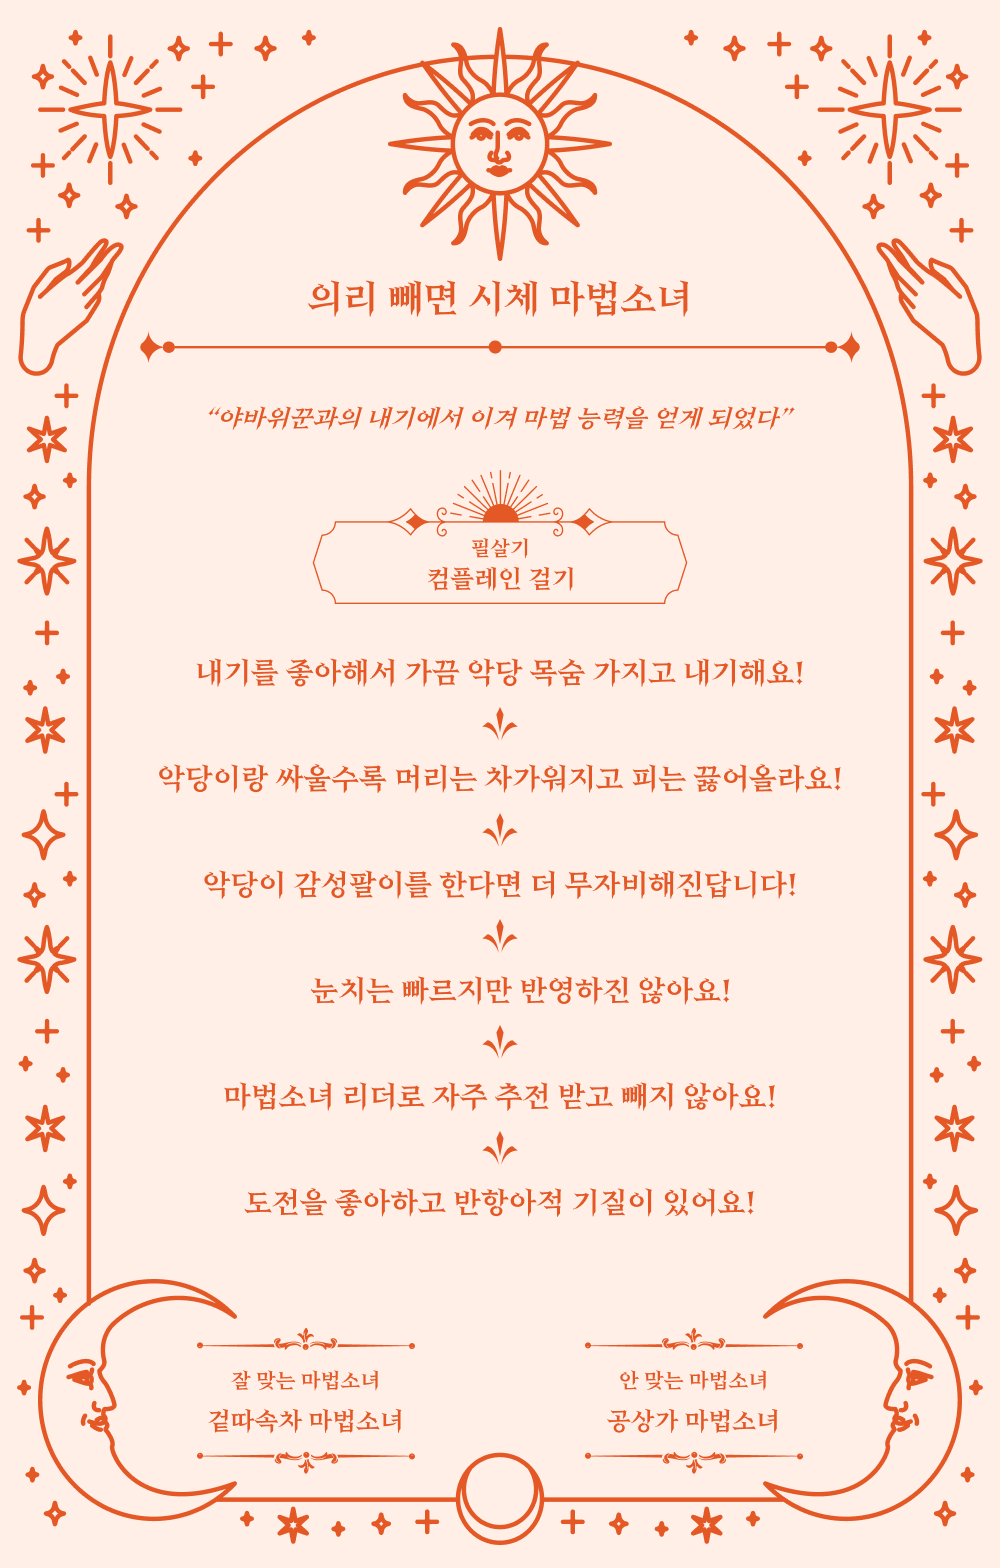 의리 빼면 시체 마법소녀
“야바위꾼과의 내기에서 이겨 마법 능력을 얻게 되었다”
필살기
컴플레인 걸기
내기를 좋아해서 가끔 악당 목숨 가지고 내기해요!
악당이랑 싸울수록 머리는 차가워지고 피는 끓어올라요!
악당이 감성팔이를 한다면 더 무자비해진답니다!
눈치는 빠르지만 반영하진 않아요!
마법소녀 리더로 자주 추전 받고 빼지 않아요!
도전을 좋아하고 반항아적 기질이 있어요!
잘 맞는 마법소녀
겉따속차 마법소녀
안 맞는 마법소녀
공상가 마법소녀